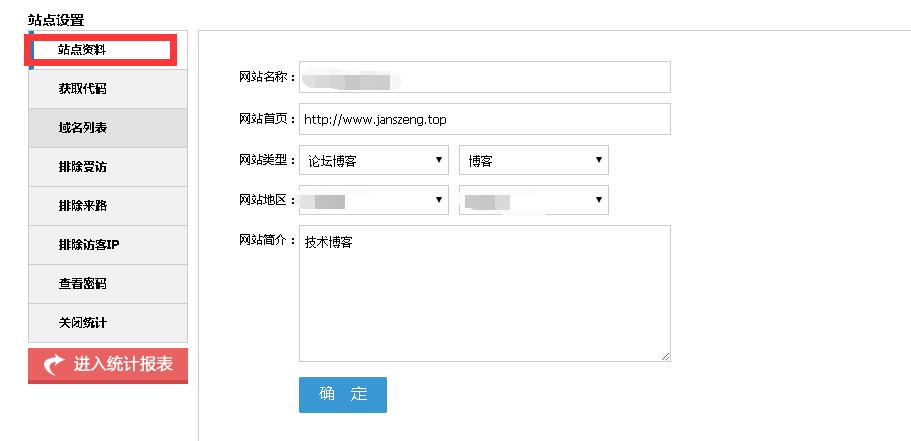 站点设置
站点资料
获取代码
域名列表
排除受访
排除来路
排除访客IP
查看密码
关闭统计
进入统计报表
网站名称：
网站首页： http://www.janszeng.top
网站类型： 论坛博客 博客
网站地区：
网站简介： 技术博客
确 定